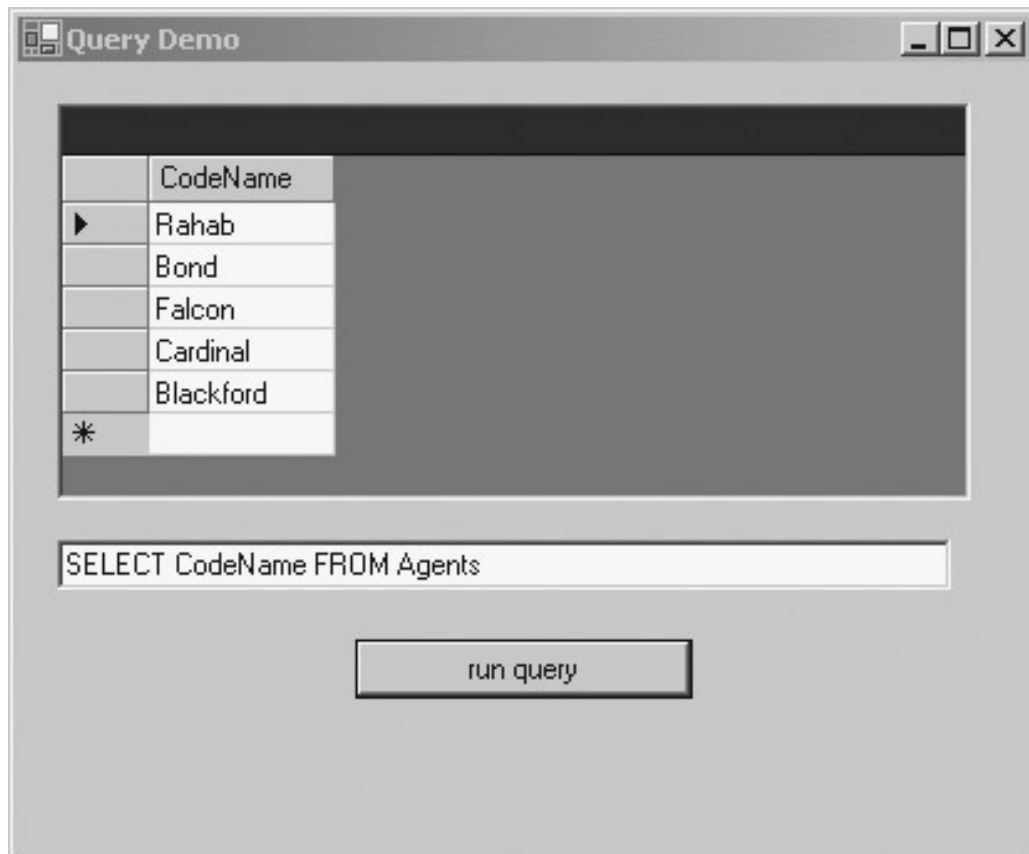 Query Demo
CodeName
Rahab
Bond
Falcon
Cardinal
Blackford
*
SELECT CodeName FROM Agents
run query